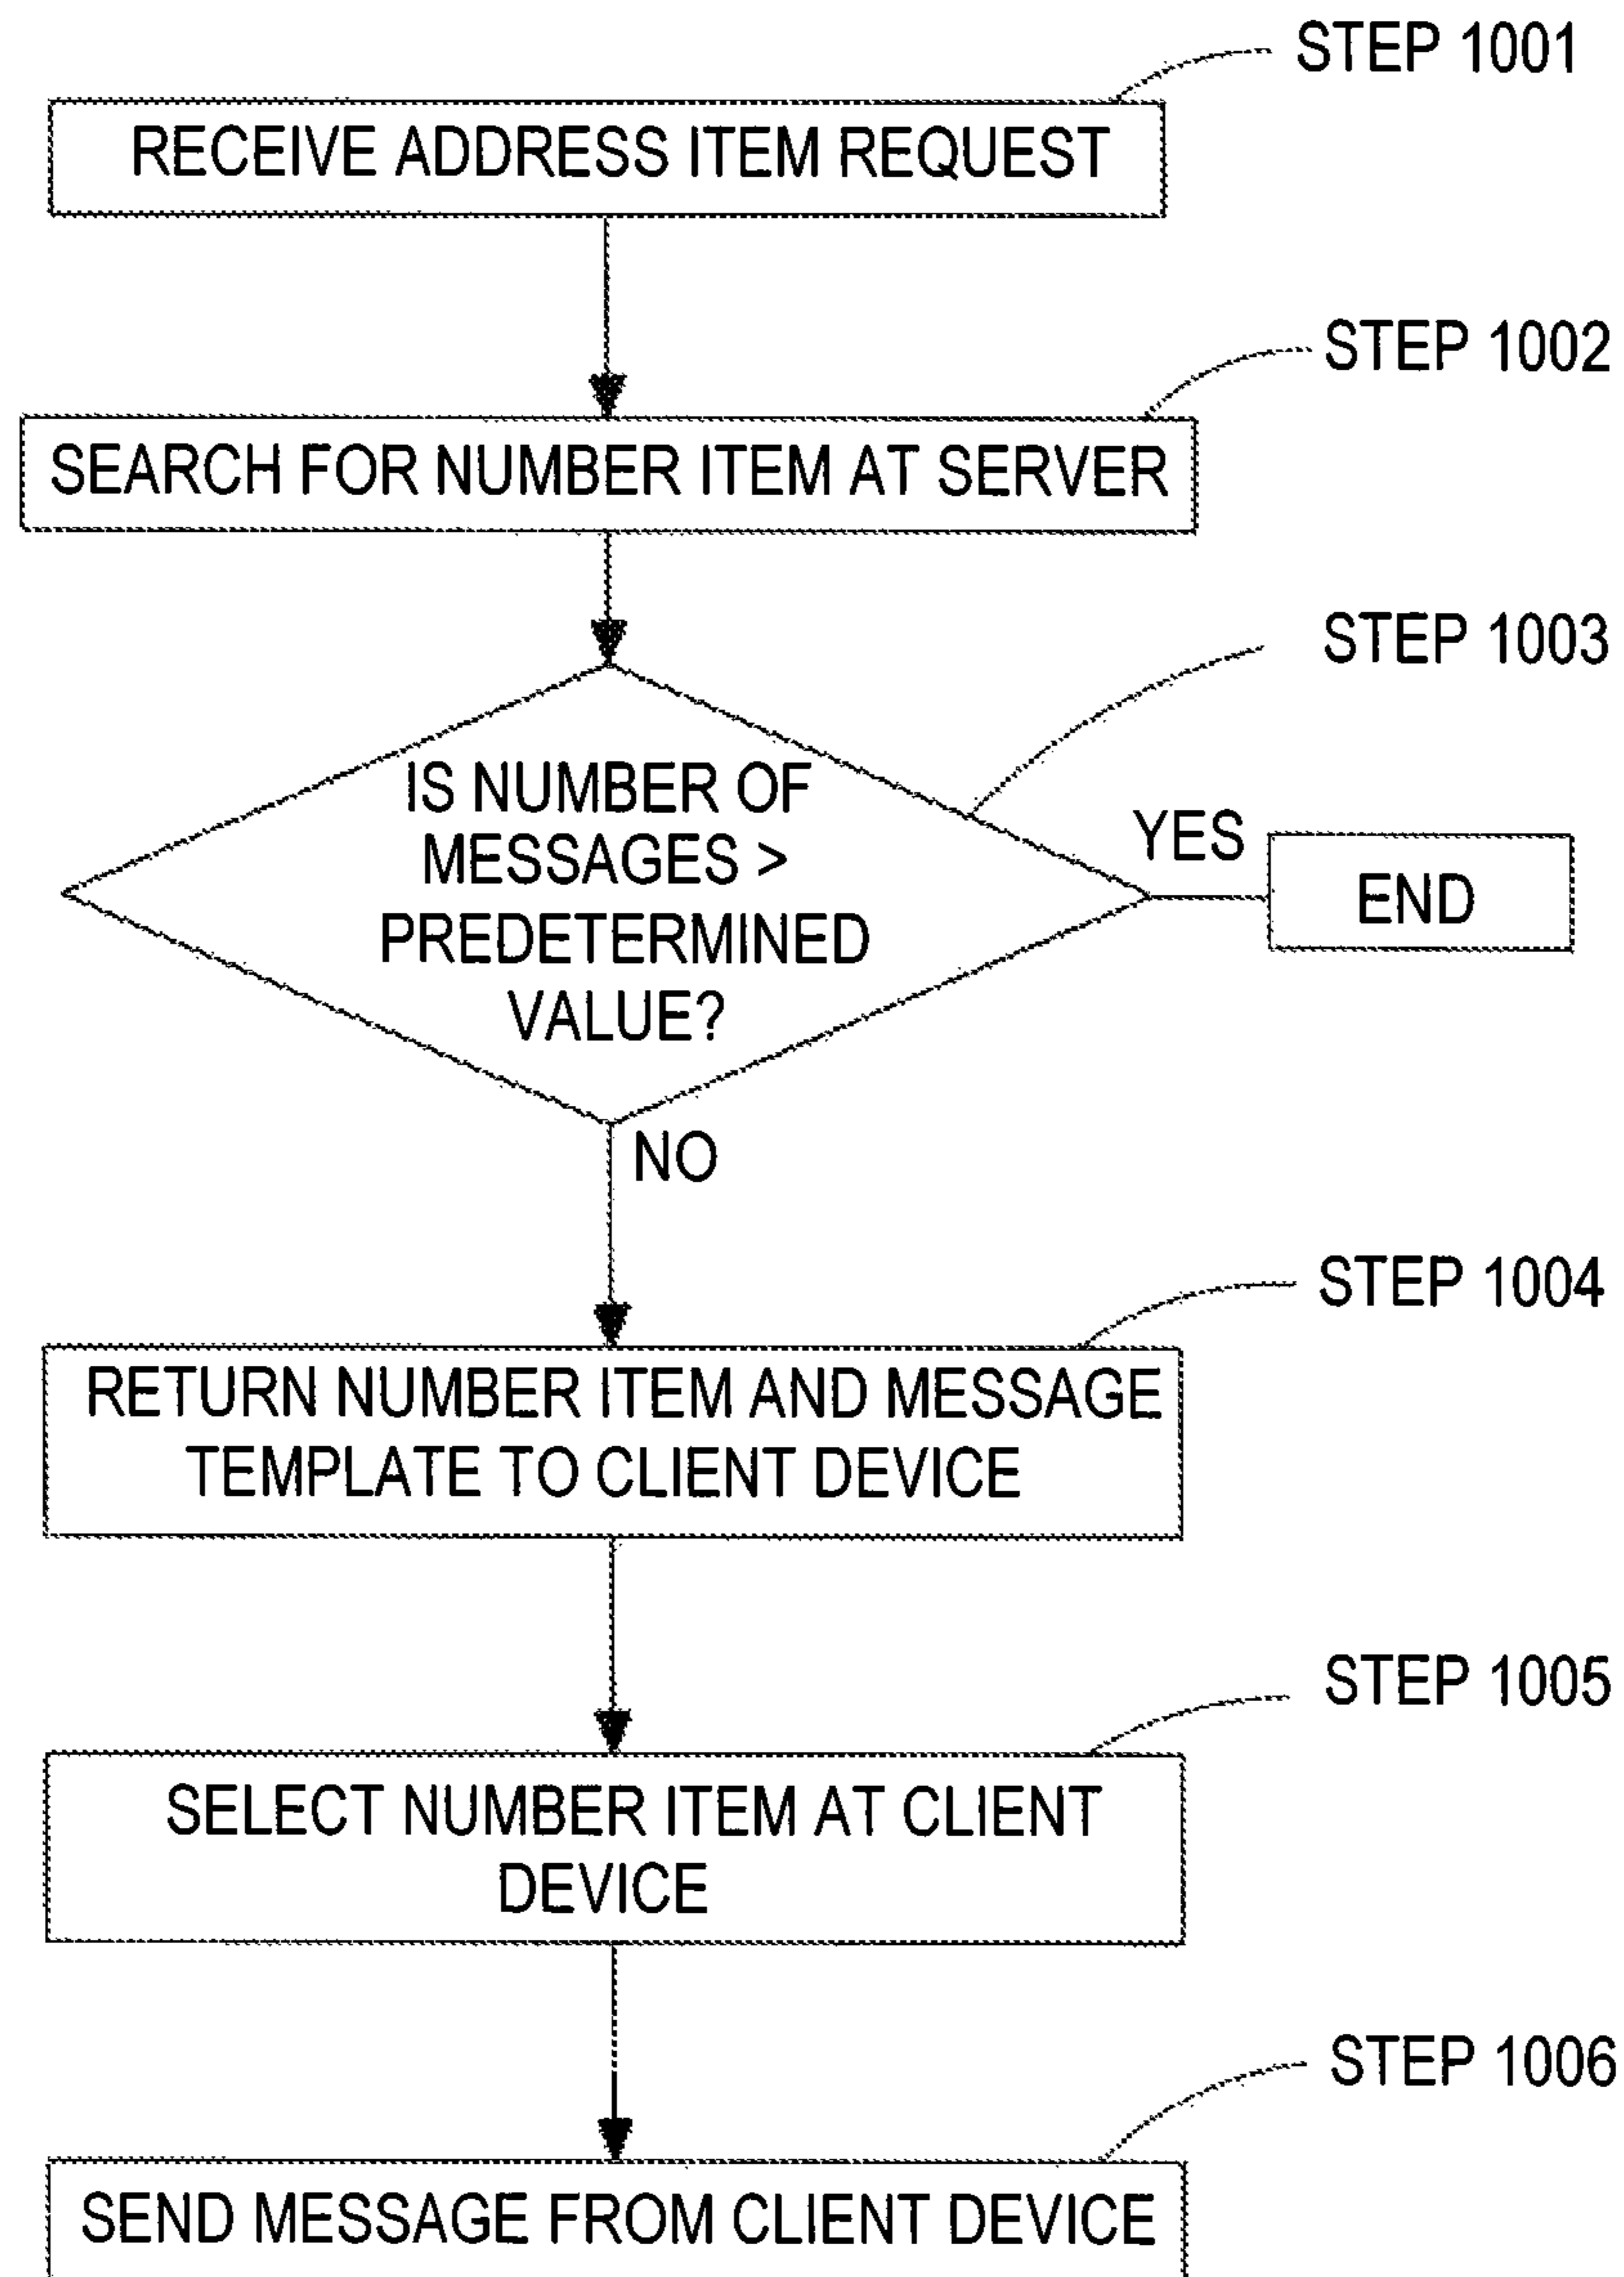 STEP 1001
RECEIVE ADDRESS ITEM REQUEST
STEP 1002
SEARCH FOR NUMBER ITEM AT SERVER
STEP 1003
IS NUMBER OF
MESSAGES >
PREDETERMINED
VALUE?
YES
END
NO
STEP 1004
RETURN NUMBER ITEM AND MESSAGE
TEMPLATE TO CLIENT DEVICE
STEP 1005
SELECT NUMBER ITEM AT CLIENT
DEVICE
STEP 1006
SEND MESSAGE FROM CLIENT DEVICE